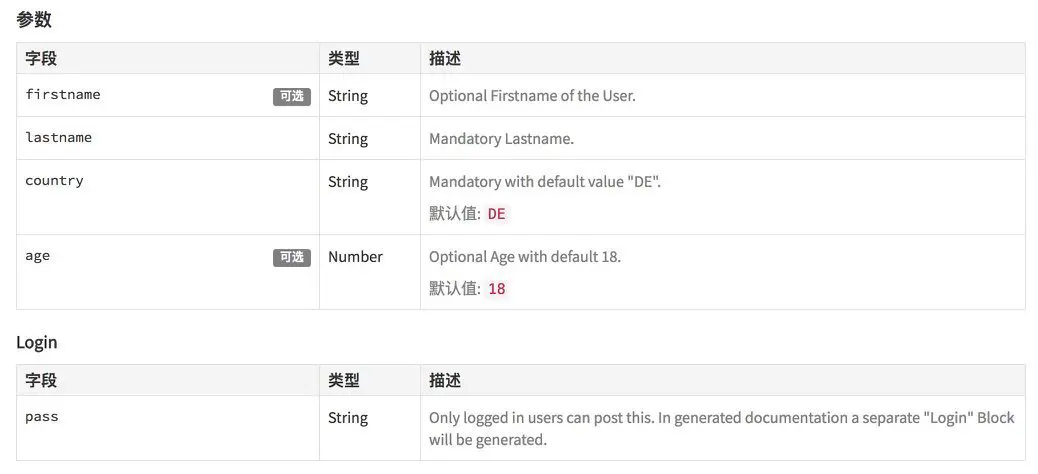 参数
字段 类型 描述
firstname 可选 String Optional Firstname of the User.
lastname String Mandatory Lastname.
country String Mandatory with default value "DE".
默认值: DE
age 可选 Number Optional Age with default 18.
默认值: 18
Login
字段 类型 描述
pass String Only logged in users can post this. In generated documentation a separate "Login" Block
will be generated.